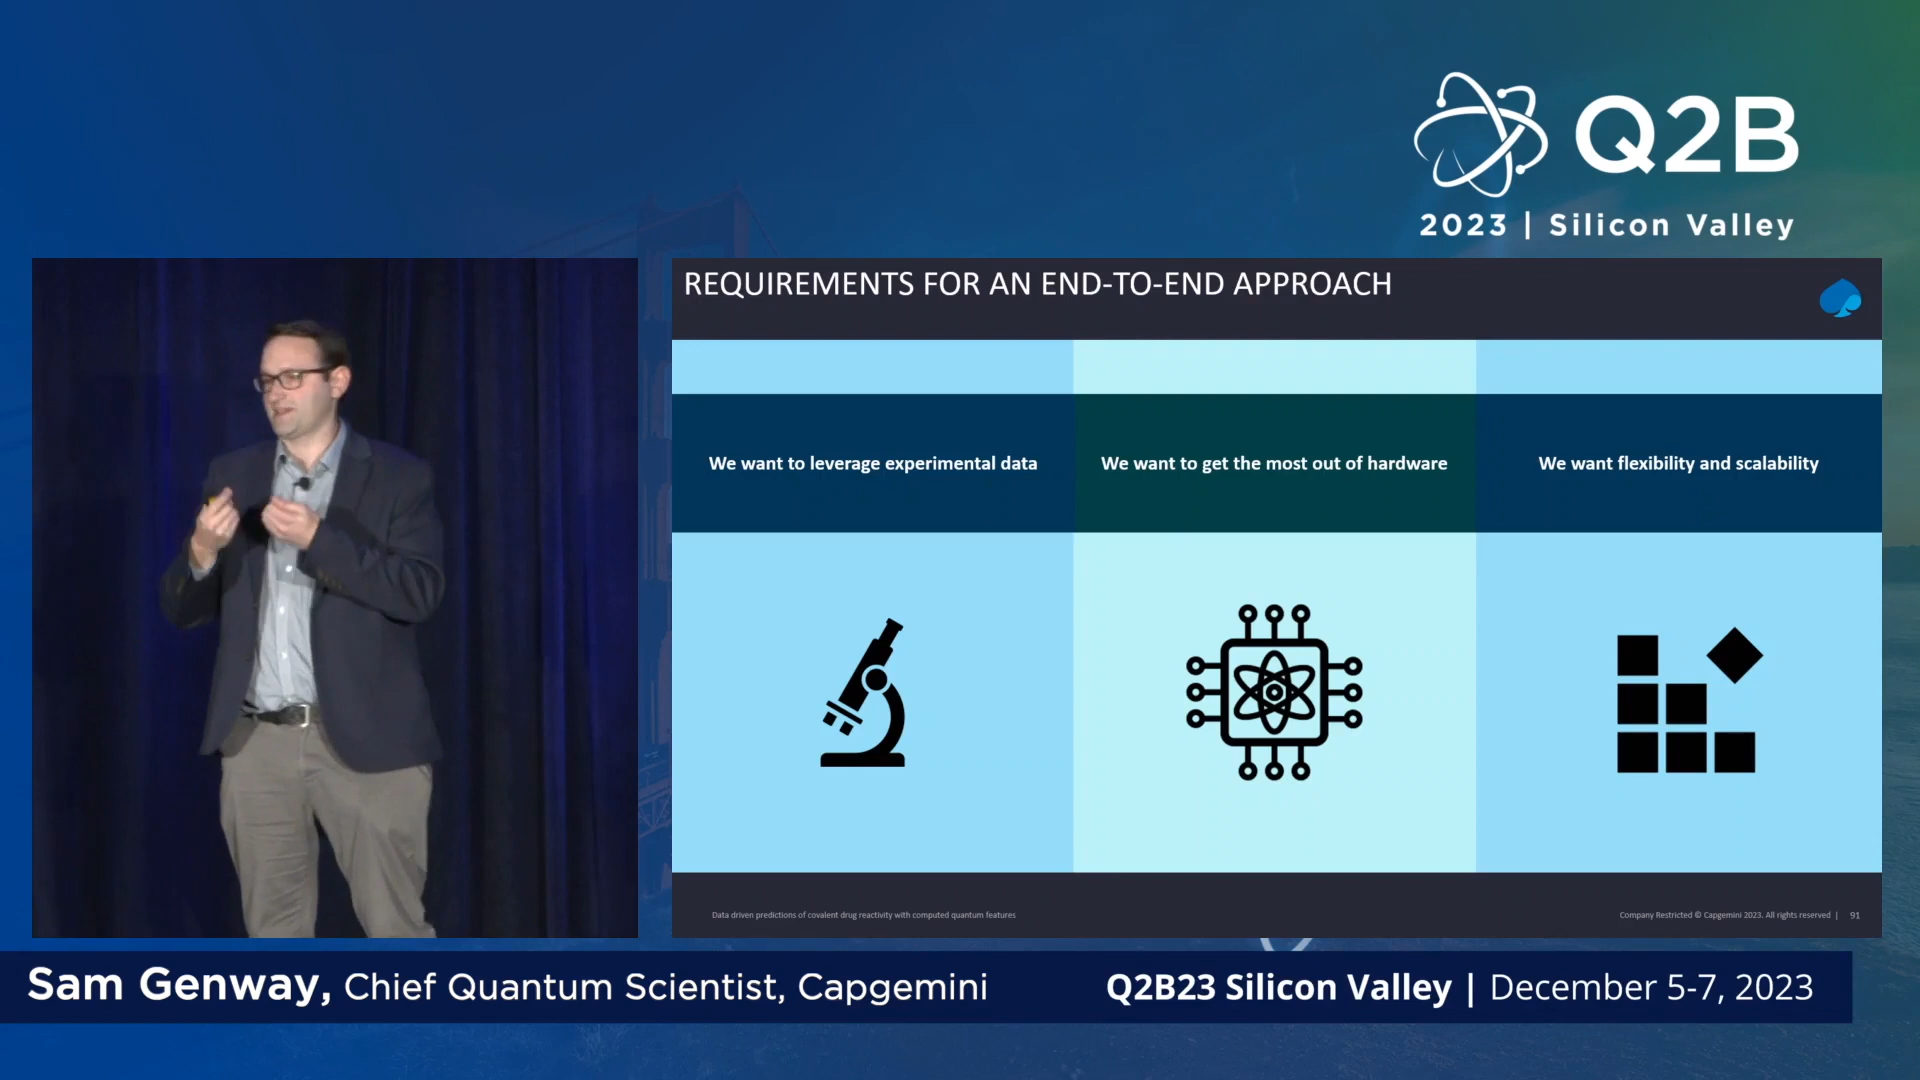 Q2B
2023 | Silicon Valley
REQUIREMENTS FOR AN END-TO-END APPROACH
We want to leverage experimental data
We want to get the most out of hardware
We want flexibility and scalability
Data driven predictions of covalent drug reactivity with computed quantum features
Company Restricted © Capgemini 2023. All rights reserved | 91
Sam Genway, Chief Quantum Scientist, Capgemini
Q2B23 Silicon Valley | December 5-7, 2023